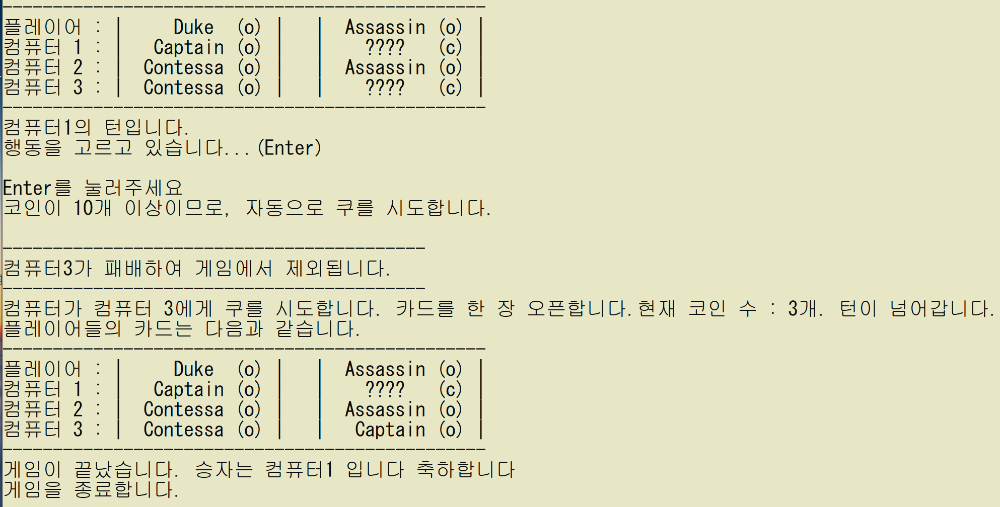 ------------------------------------------------
플레이어 : |     Duke  (o) |   |  Assassin (o) |
컴퓨터 1 : |   Captain (o) |   |    ????   (c) |
컴퓨터 2 : |  Contessa (o) |   |  Assassin (o) |
컴퓨터 3 : |  Contessa (o) |   |    ????   (c) |
------------------------------------------------
컴퓨터1의 턴입니다.
행동을 고르고 있습니다...(Enter)
Enter를 눌러주세요
코인이 10개 이상이므로, 자동으로 쿠를 시도합니다.
------------------------------------------
컴퓨터3가 패배하여 게임에서 제외됩니다.
------------------------------------------
컴퓨터가 컴퓨터 3에게 쿠를 시도합니다. 카드를 한 장 오픈합니다.현재 코인 수 : 3개. 턴이 넘어갑니다.
플레이어들의 카드는 다음과 같습니다.
------------------------------------------------
플레이어 : |     Duke  (o) |   |  Assassin (o) |
컴퓨터 1 : |   Captain (o) |   |    ????   (c) |
컴퓨터 2 : |  Contessa (o) |   |  Assassin (o) |
컴퓨터 3 : |  Contessa (o) |   |   Captain (o) |
------------------------------------------------
게임이 끝났습니다. 승자는 컴퓨터1 입니다 축하합니다
게임을 종료합니다.